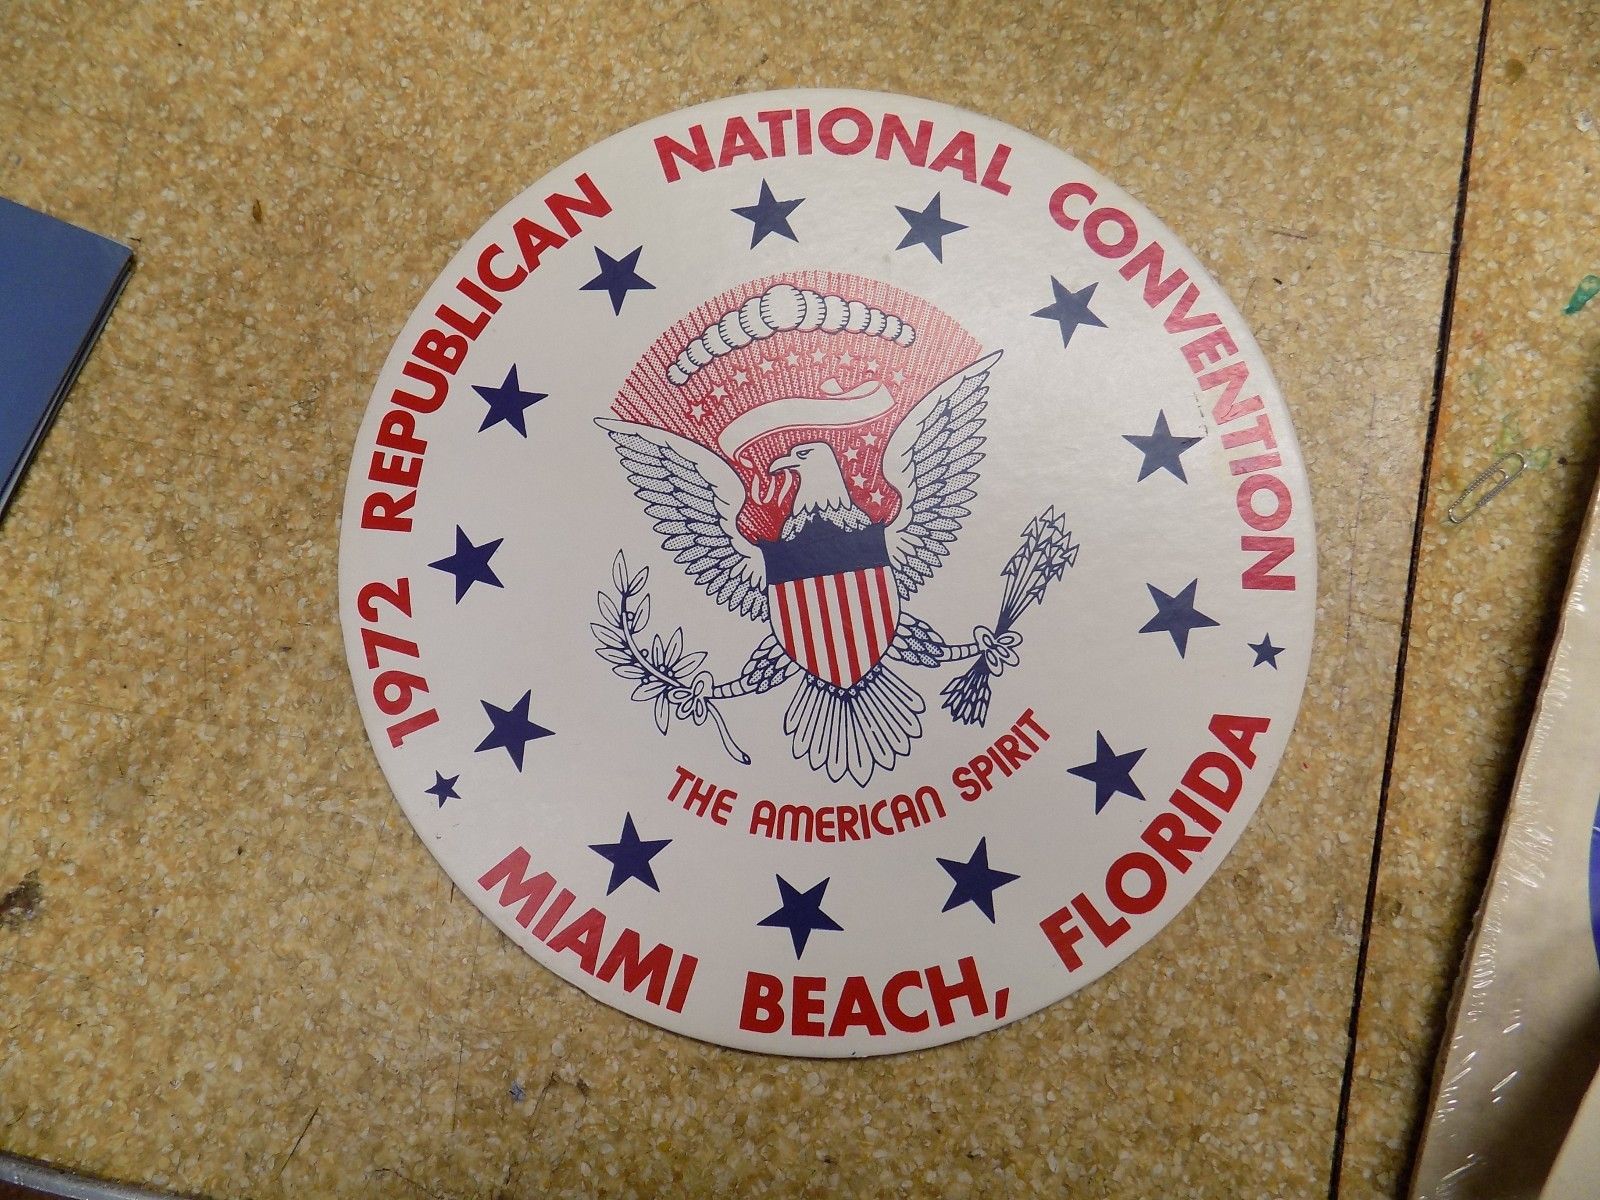 1972 REPUBLICAN NATIONAL CONVENTION
THE AMERICAN SPIRIT
MIAMI BEACH, FLORIDA